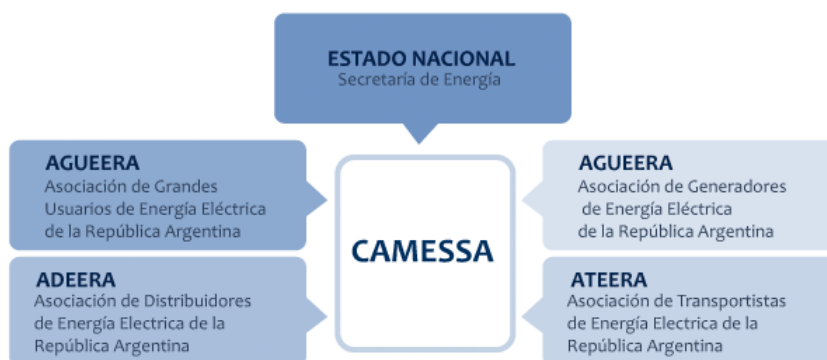 ESTADO NACIONAL
Secretaría de Energía
AGUEERA
Asociación de Grandes
Usuarios de Energía Eléctrica
de la República Argentina
AGUEERA
Asociación de Generadores
de Energía Eléctrica
de la República Argentina
CAMESSA
ADEERA
Asociación de Distribuidores
de Energía Electrica de la
República Argentina
ATEERA
Asociación de Transportistas
de Energía Electrica de la
República Argentina